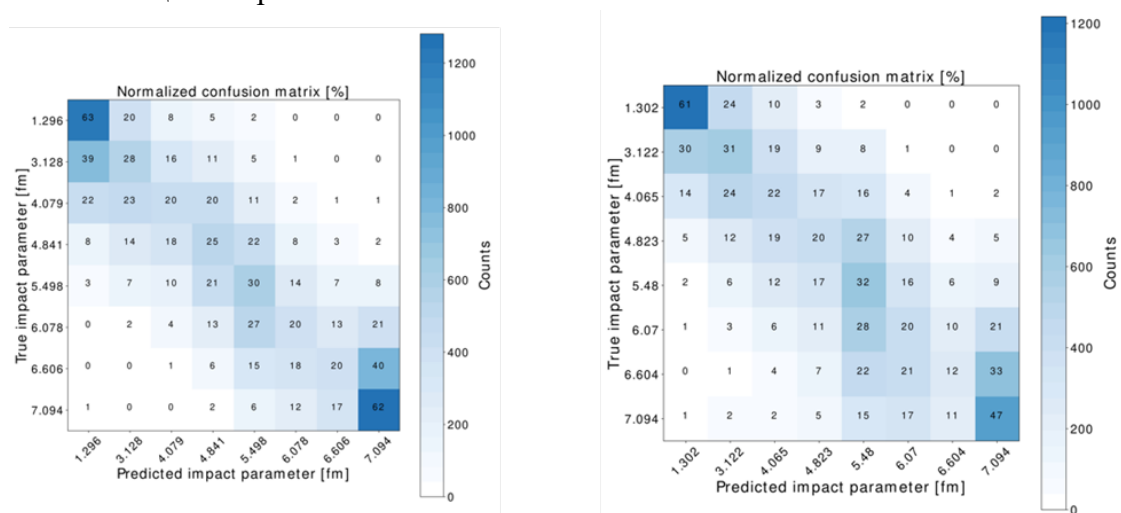 Normalized confusion matrix [%]
1.296 63 20 8 5 2 0 0 0
3.128 39 28 16 11 5 1 0 0
4.079 22 23 20 20 11 2 1 1
4.841 8 14 18 25 22 8 3 2
5.498 3 7 10 21 30 14 7 8
6.078 0 2 4 13 27 20 13 21
6.606 0 0 1 6 15 18 20 40
7.094 1 0 0 2 6 12 17 62
1.296 3.128 4.079 4.841 5.498 6.078 6.606 7.094
Predicted impact parameter [fm]
True impact parameter [fm]
1200
1000
800
600
400
200
0
Counts
Normalized confusion matrix [%]
1.302 61 24 10 3 2 0 0 0
3.122 30 31 19 9 8 1 0 0
4.065 14 24 22 17 16 4 1 2
4.823 5 12 19 20 27 10 4 5
5.48 2 6 12 17 32 16 6 9
6.07 1 3 6 11 28 20 10 21
6.604 0 1 4 7 22 21 12 33
7.094 1 2 2 5 15 17 11 47
1.302 3.122 4.065 4.823 5.48 6.07 6.604 7.094
Predicted impact parameter [fm]
True impact parameter [fm]
1200
1000
800
600
400
200
0
Counts